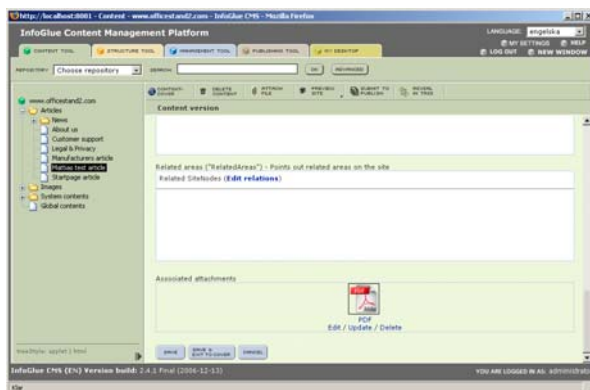 http://localhost:8081 - Content - www.officestand2.com - InfoGlue CMS - Mozilla Firefox
InfoGlue Content Management Platform
LANGUAGE: engelska
MY SETTINGS HELP
LOG OUT NEW WINDOW
CONTENT TOOL STRUCTURE TOOL MANAGEMENT TOOL PUBLISHING TOOL MY DESKTOP
REPOSITORY: Choose repository SEARCH: OK ADVANCED
CONTENT COVER DELETE CONTENT ATTACH FILE PREVIEW SITE SUBMIT TO PUBLISH REVEAL IN TREE
Content version
www.officestand2.com
Articles
News
About us
Customer support
Legal & Privacy
Manufacturers article
Mattias test article
Startpage article
Images
System contents
Global contents
Related areas ("RelatedAreas") - Points out related areas on the site
Related SiteNodes (Edit relations)
Associated attachments
PDF
Edit / Update / Delete
SAVE SAVE & EXIT TO COVER CANCEL
treeStyle: applet | html
InfoGlue CMS (EN) Version build: 2.4.1 Final (2006-12-13)
YOU ARE LOGGED IN AS: administrator
Klar